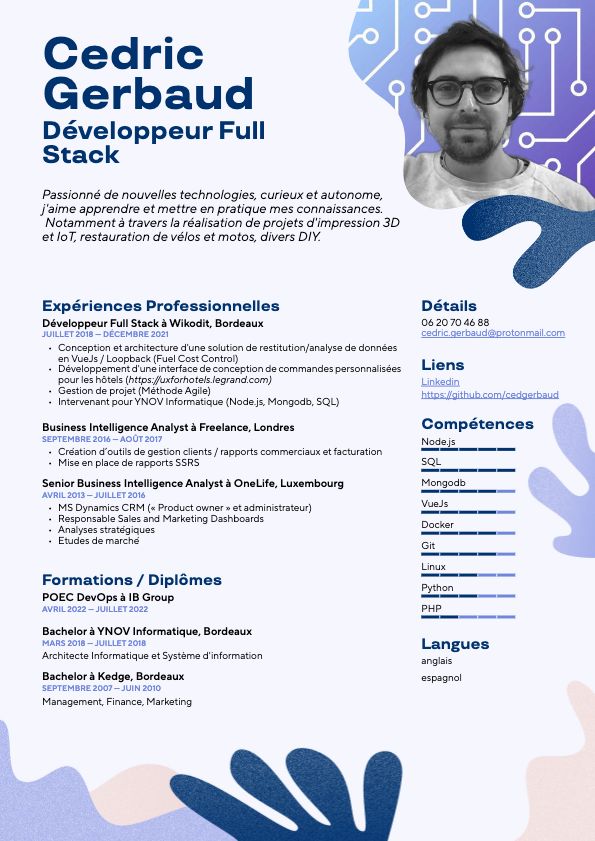 Cedric
Gerbaud
Développeur Full
Stack
Passionné de nouvelles technologies, curieux et autonome,
j'aime apprendre et mettre en pratique mes connaissances.
Notamment à travers la réalisation de projets d'impression 3D
et IoT, restauration de vélos et motos, divers DIY.
Expériences Professionnelles
Développeur Full Stack à Wikodit, Bordeaux
JUILLET 2018 — DÉCEMBRE 2021
• Conception et architecture d'une solution de restitution/analyse de données
en VueJs / Loopback (Fuel Cost Control)
• Développement d'une interface de conception de commandes personnalisées
pour les hôtels (https://uxforhotels.legrand.com)
• Gestion de projet (Méthode Agile)
• Intervenant pour YNOV Informatique (Node.js, Mongodb, SQL)
Business Intelligence Analyst à Freelance, Londres
SEPTEMBRE 2016 — AOÛT 2017
• Création d'outils de gestion clients / rapports commerciaux et facturation
• Mise en place de rapports SSRS
Senior Business Intelligence Analyst à OneLife, Luxembourg
AVRIL 2013 — JUILLET 2016
• MS Dynamics CRM (« Product owner » et administrateur)
• Responsable Sales and Marketing Dashboards
• Analyses stratégiques
• Etudes de marché
Formations / Diplômes
POEC DevOps à IB Group
AVRIL 2022 — JUILLET 2022
Bachelor à YNOV Informatique, Bordeaux
MARS 2018 — JUILLET 2018
Architecte Informatique et Système d'information
Bachelor à Kedge, Bordeaux
SEPTEMBRE 2007 — JUIN 2010
Management, Finance, Marketing
Détails
06 20 70 46 88
cedric.gerbaud@protonmail.com
Liens
Linkedin
https://github.com/cedgerbaud
Compétences
Node.js
SQL
Mongodb
VueJs
Docker
Git
Linux
Python
PHP
Langues
anglais
espagnol